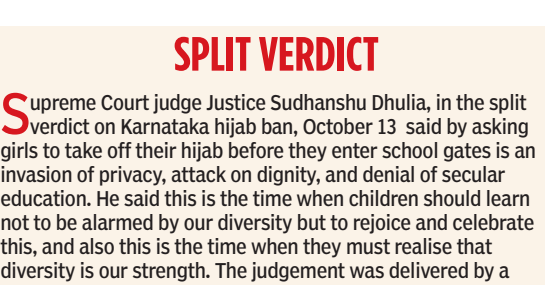 SPLIT VERDICT
Supreme Court judge Justice Sudhanshu Dhulia, in the split
verdict on Karnataka hijab ban, October 13 said by asking
girls to take off their hijab before they enter school gates is an
invasion of privacy, attack on dignity, and denial of secular
education. He said this is the time when children should learn
not to be alarmed by our diversity but to rejoice and celebrate
this, and also this is the time when they must realise that
diversity is our strength. The judgement was delivered by a